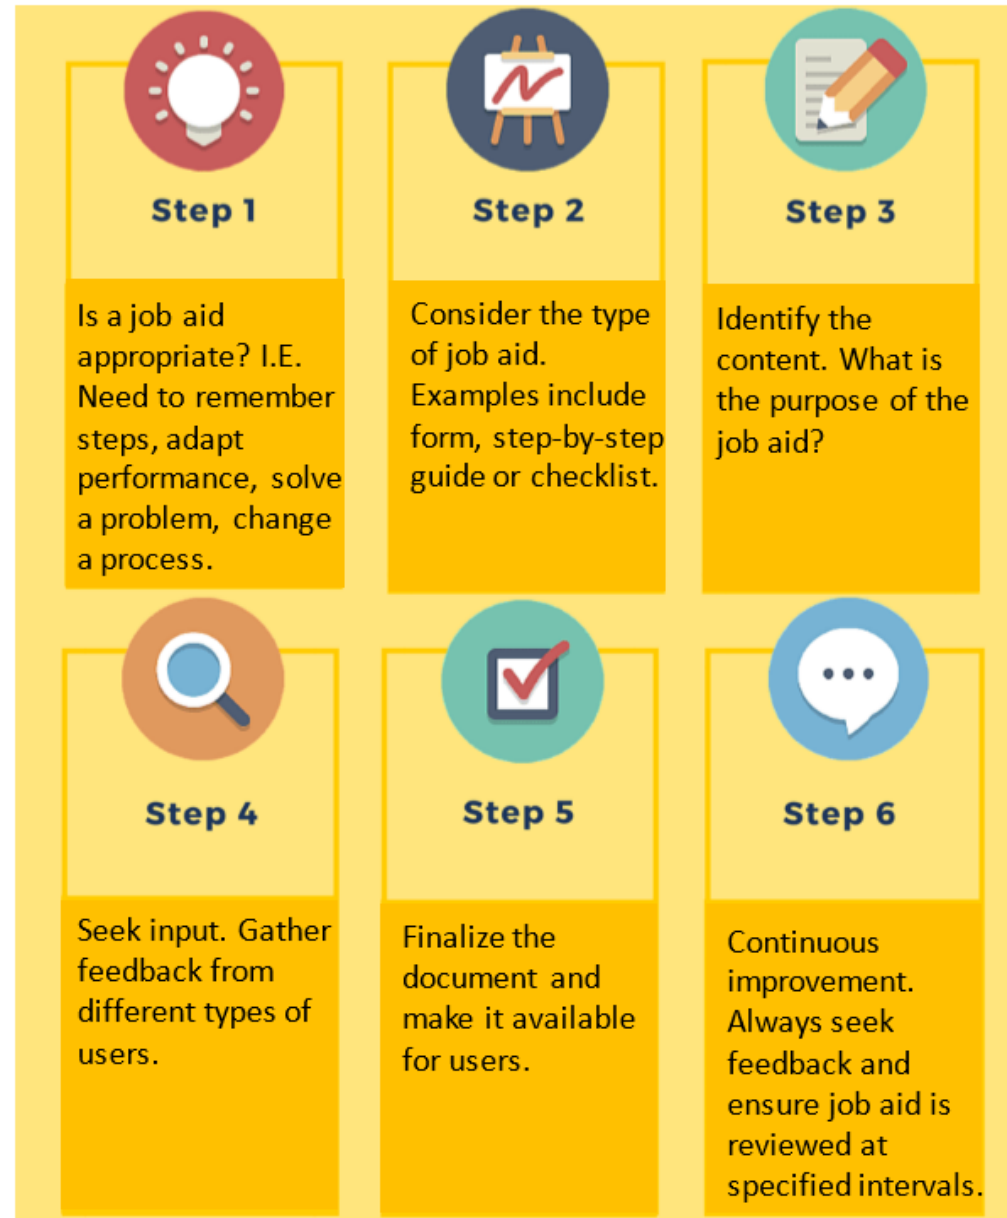 Step 1
Is a job aid
appropriate? I.E.
Need to remember
steps, adapt
performance, solve
a problem, change
a process.
Step 2
Consider the type
of job aid.
Examples include
form, step-by-step
guide or checklist.
Step 3
Identify the
content. What is
the purpose of the
job aid?
Step 4
Seek input. Gather
feedback from
different types of
users.
Step 5
Finalize the
document and
make it available
for users.
Step 6
Continuous
improvement.
Always seek
feedback and
ensure job aid is
reviewed at
specified intervals.